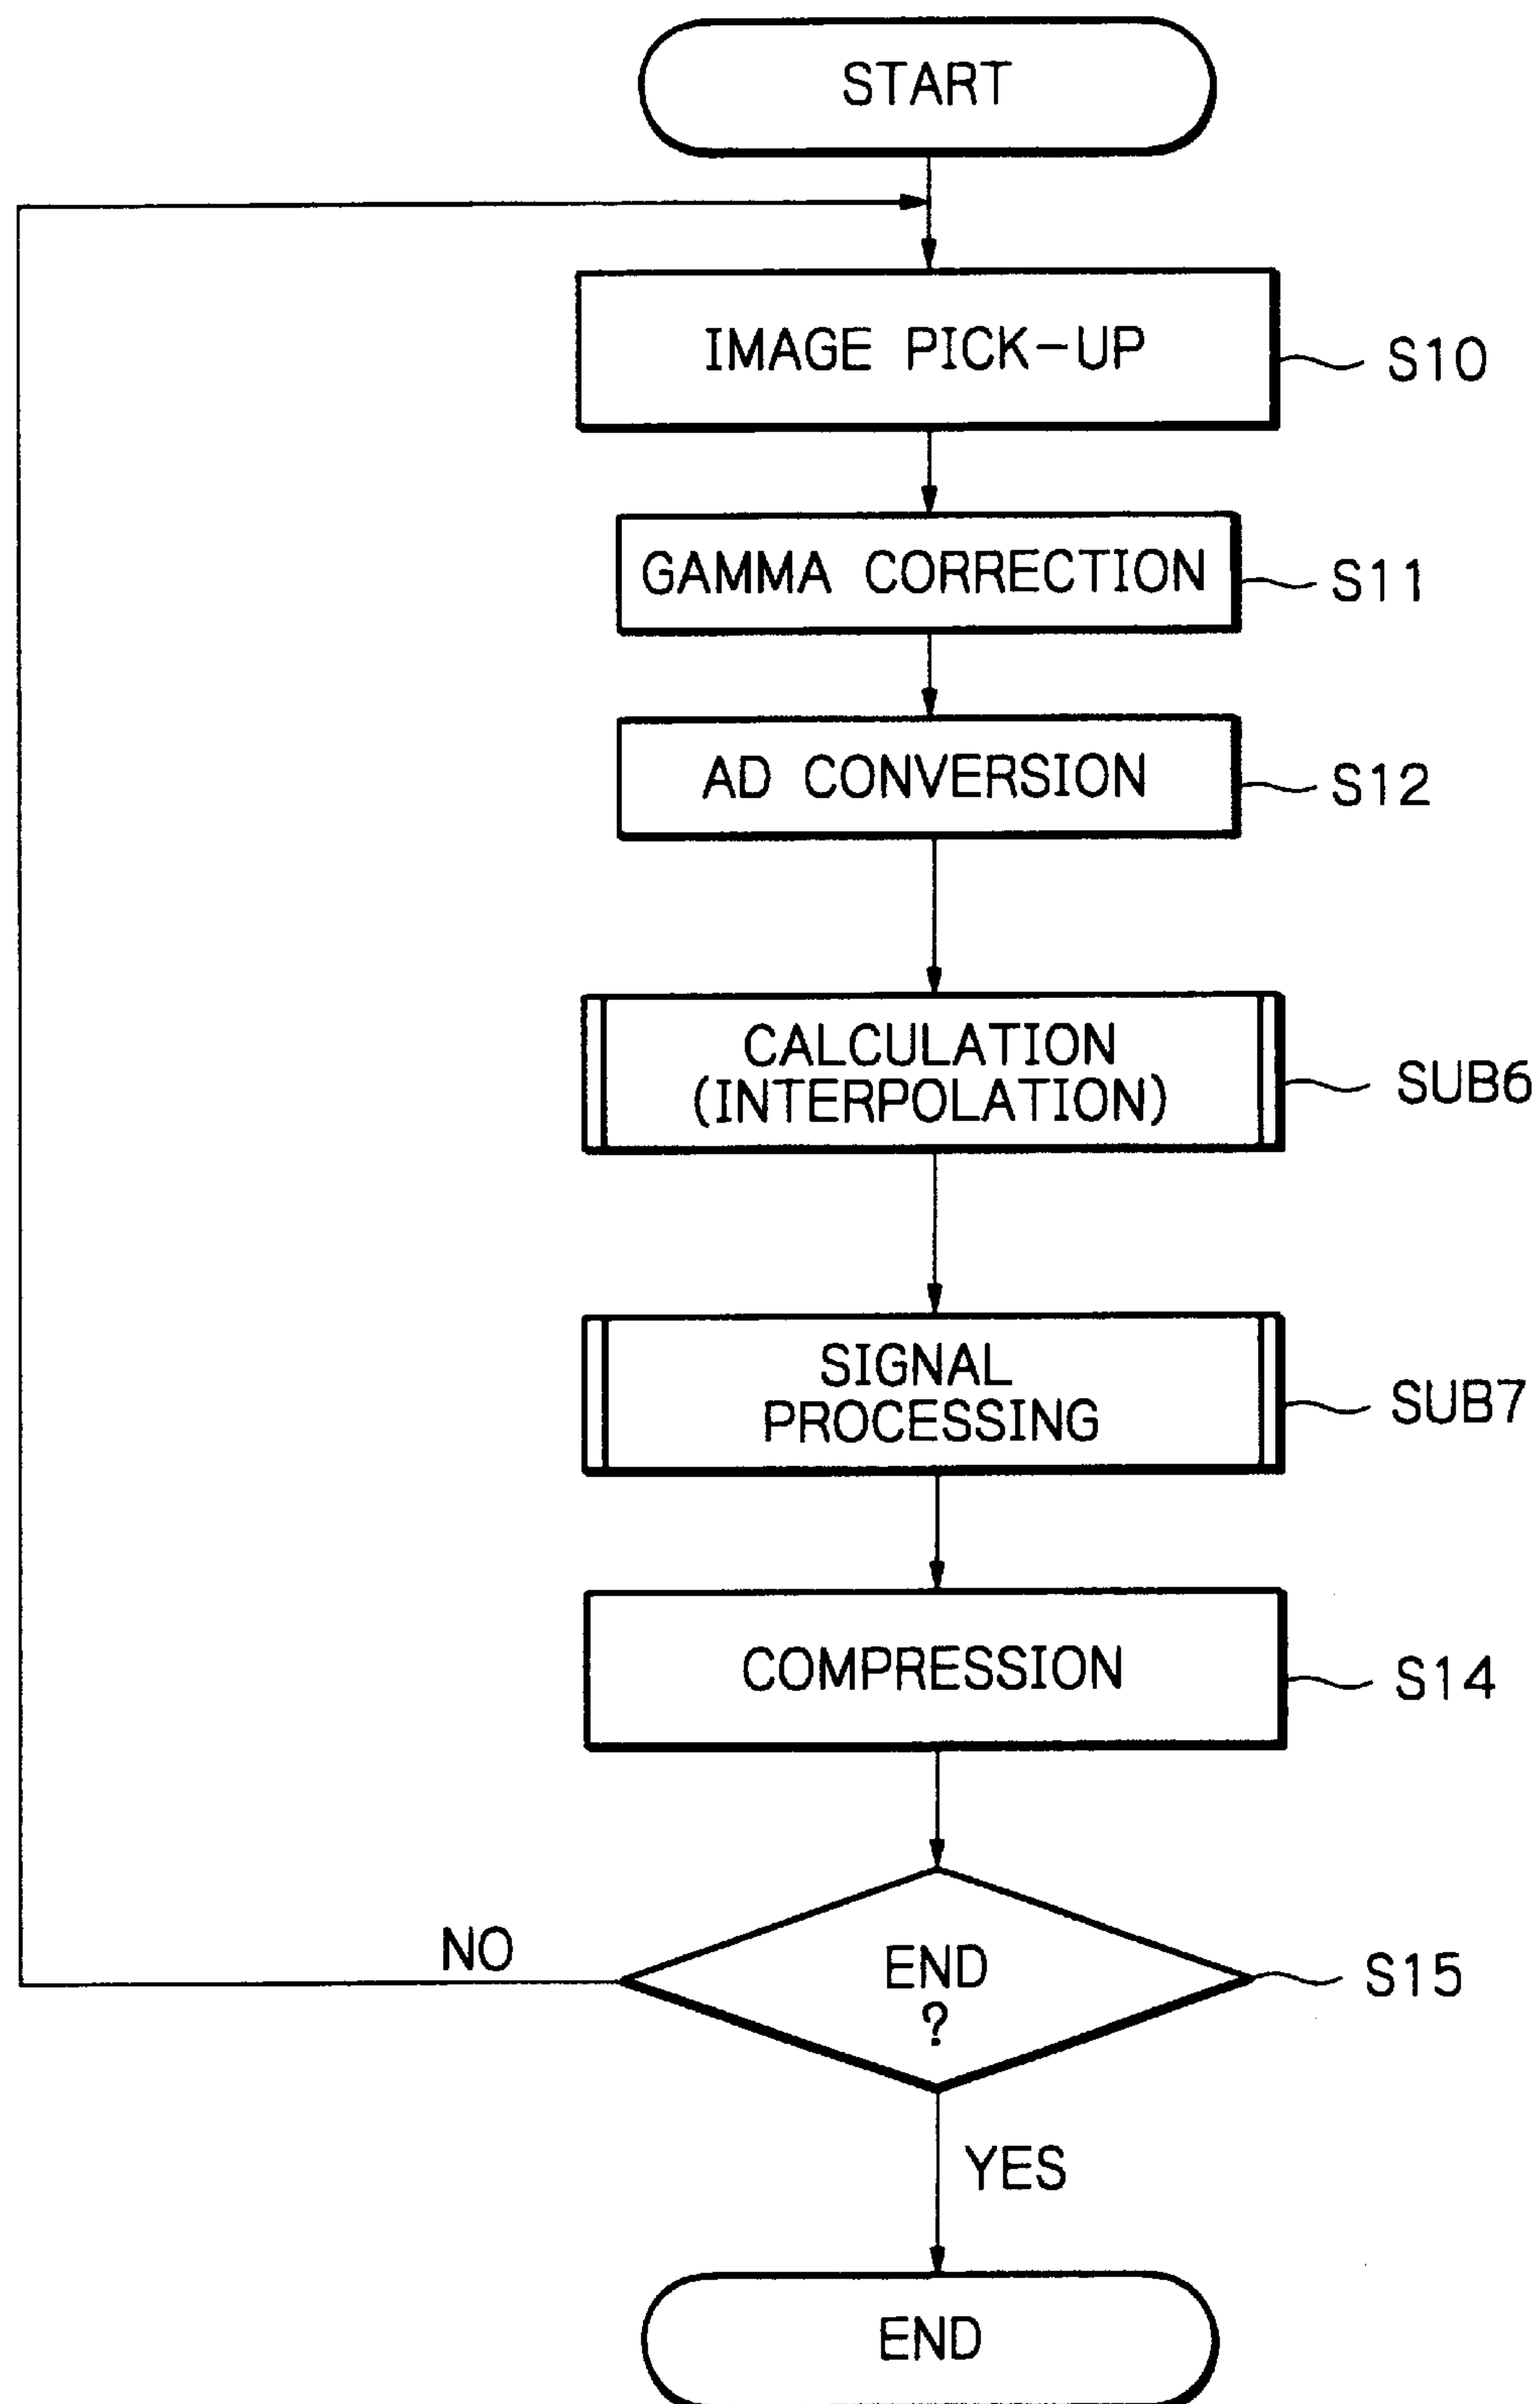 START
IMAGE PICK-UP
S10
GAMMA CORRECTION
S11
AD CONVERSION
S12
CALCULATION
(INTERPOLATION)
SUB6
SIGNAL
PROCESSING
SUB7
COMPRESSION
S14
NO
END
?
S15
YES
END